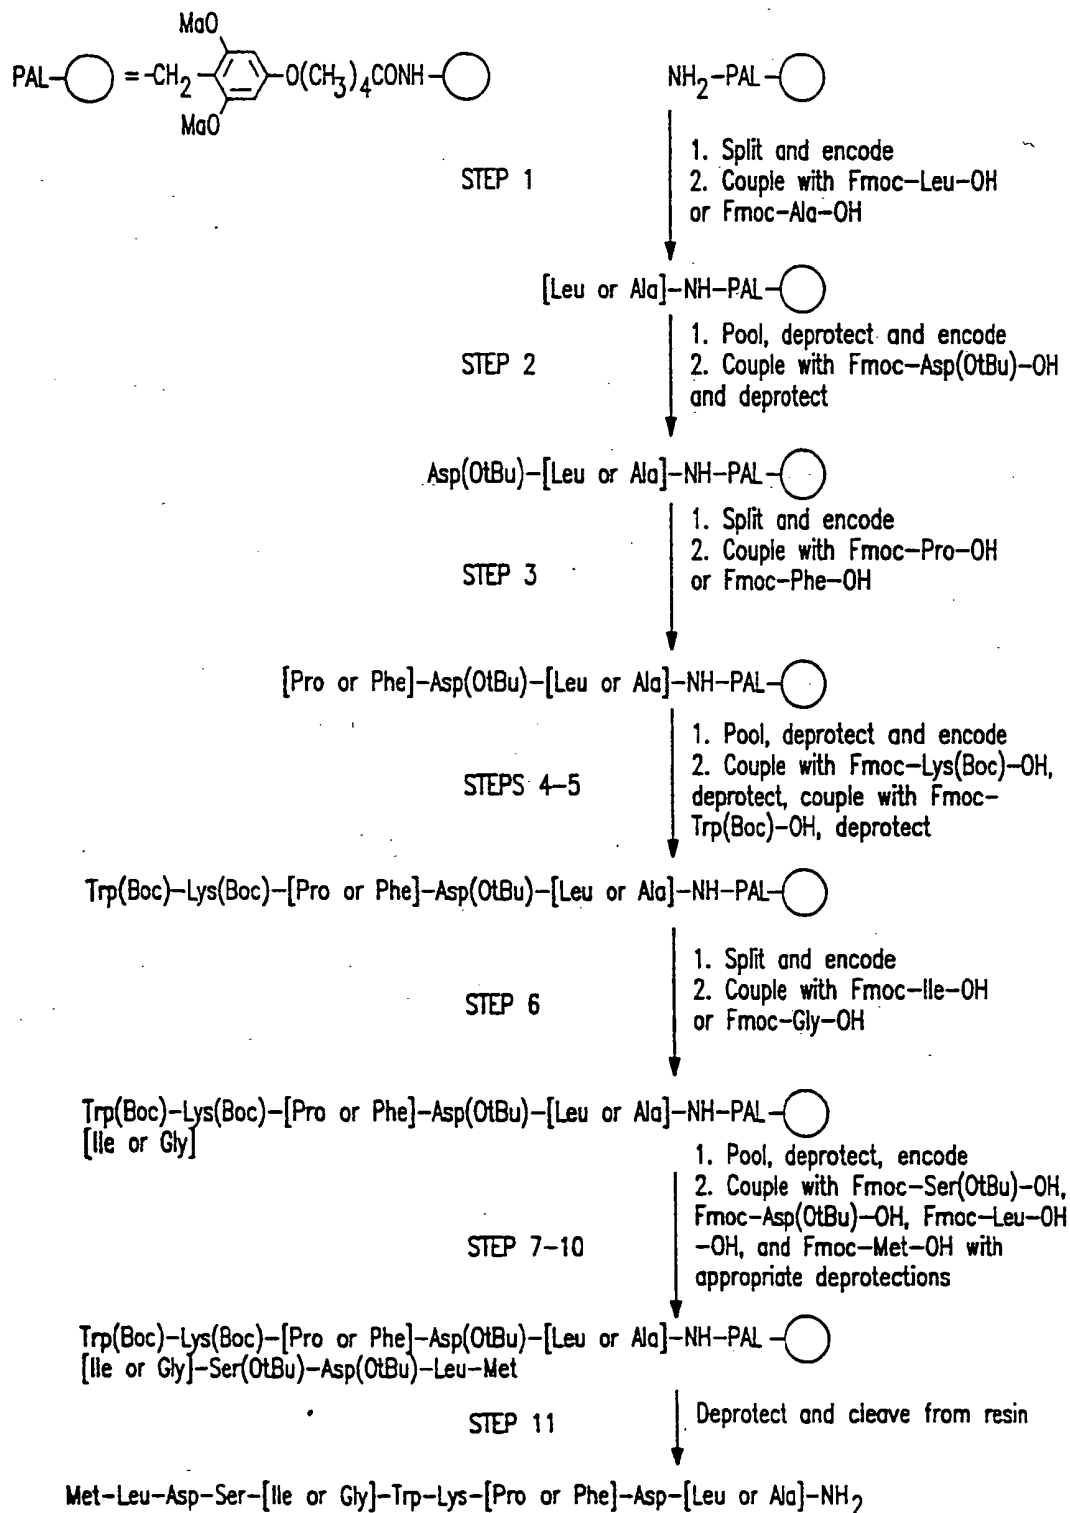 MaO
PAL- =-CH2 -O(CH3)4CONH-
MaO
NH2-PAL-
STEP 1
1. Split and encode
2. Couple with Fmoc-Leu-OH
or Fmoc-Ala-OH
[Leu or Ala]-NH-PAL-
STEP 2
1. Pool, deprotect and encode
2. Couple with Fmoc-Asp(OtBu)-OH
and deprotect
Asp(OtBu)-[Leu or Ala]-NH-PAL-
STEP 3
1. Split and encode
2. Couple with Fmoc-Pro-OH
or Fmoc-Phe-OH
[Pro or Phe]-Asp(OtBu)-[Leu or Ala]-NH-PAL-
STEPS 4-5
1. Pool, deprotect and encode
2. Couple with Fmoc-Lys(Boc)-OH,
deprotect, couple with Fmoc-
Trp(Boc)-OH, deprotect
Trp(Boc)-Lys(Boc)-[Pro or Phe]-Asp(OtBu)-[Leu or Ala]-NH-PAL-
STEP 6
1. Split and encode
2. Couple with Fmoc-Ile-OH
or Fmoc-Gly-OH
Trp(Boc)-Lys(Boc)-[Pro or Phe]-Asp(OtBu)-[Leu or Ala]-NH-PAL-
[Ile or Gly]
STEP 7-10
1. Pool, deprotect, encode
2. Couple with Fmoc-Ser(OtBu)-OH,
Fmoc-Asp(OtBu)-OH, Fmoc-Leu-OH
-OH, and Fmoc-Met-OH with
appropriate deprotections
Trp(Boc)-Lys(Boc)-[Pro or Phe]-Asp(OtBu)-[Leu or Ala]-NH-PAL-
[Ile or Gly]-Ser(OtBu)-Asp(OtBu)-Leu-Met
STEP 11
Deprotect and cleave from resin
Met-Leu-Asp-Ser-[Ile or Gly]-Trp-Lys-[Pro or Phe]-Asp-[Leu or Ala]-NH2